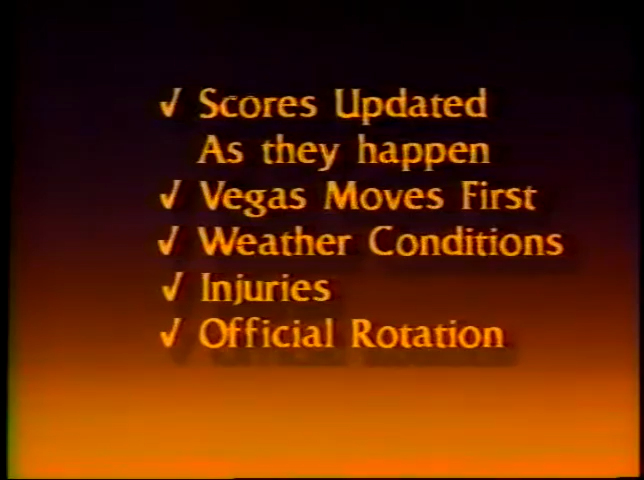 √ Scores Updated
As they happen
√ Vegas Moves First
√ Weather Conditions
√ Injuries
√ Official Rotation